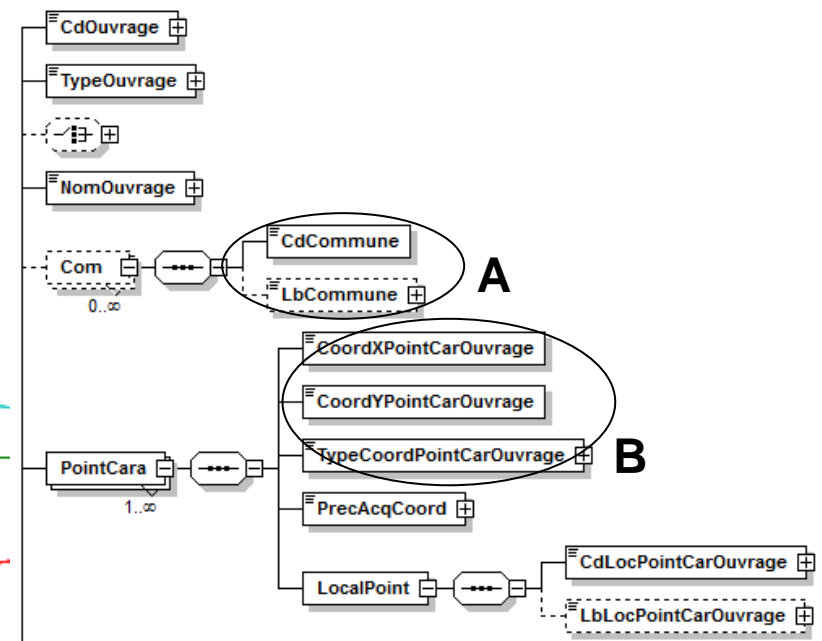 CdOuvrage
TypeOuvrage
NomOuvrage
CdCommune
Com
A
LbCommune
0..∞
CoordXPointCarOuvrage
CoordYPointCarOuvrage
TypeCoordPointCarOuvrage
B
PointCara
1..∞
PrecAcqCoord
CdLocPointCarOuvrage
LocalPoint
LbLocPointCarOuvrage